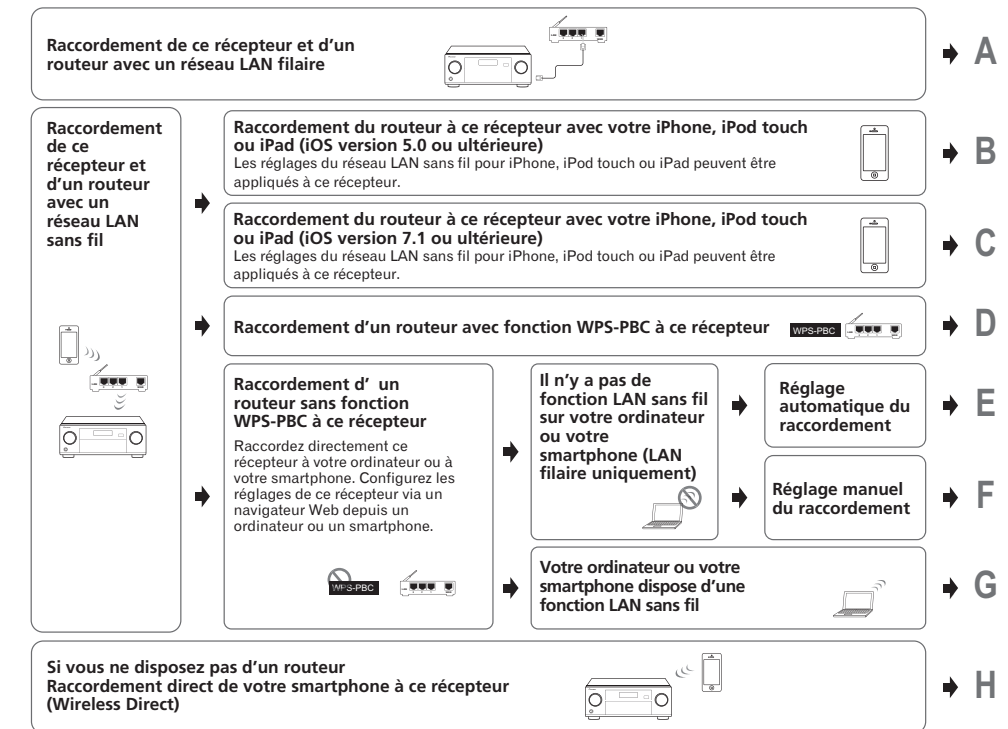 Raccordement de ce récepteur et d'un
routeur avec un réseau LAN filaire
A
Raccordement
de ce
récepteur et
d'un routeur
avec un
réseau LAN
sans fil
Raccordement du routeur à ce récepteur avec votre iPhone, iPod touch
ou iPad (iOS version 5.0 ou ultérieure)
Les réglages du réseau LAN sans fil pour iPhone, iPod touch ou iPad peuvent être
appliqués à ce récepteur.
B
Raccordement du routeur à ce récepteur avec votre iPhone, iPod touch
ou iPad (iOS version 7.1 ou ultérieure)
Les réglages du réseau LAN sans fil pour iPhone, iPod touch ou iPad peuvent être
appliqués à ce récepteur.
C
Raccordement d'un routeur avec fonction WPS-PBC à ce récepteur
WPS-PBC
D
Raccordement d' un
routeur sans fonction
WPS-PBC à ce récepteur
Raccordez directement ce
récepteur à votre ordinateur ou à
votre smartphone. Configurez les
réglages de ce récepteur via un
navigateur Web depuis un
ordinateur ou un smartphone.
WPS-PBC
Il n'y a pas de
fonction LAN sans fil
sur votre ordinateur
ou votre
smartphone (LAN
filaire uniquement)
Réglage
automatique du
raccordement
E
Réglage manuel
du raccordement
F
Votre ordinateur ou votre
smartphone dispose d'une
fonction LAN sans fil
G
Si vous ne disposez pas d'un routeur
Raccordement direct de votre smartphone à ce récepteur
(Wireless Direct)
H